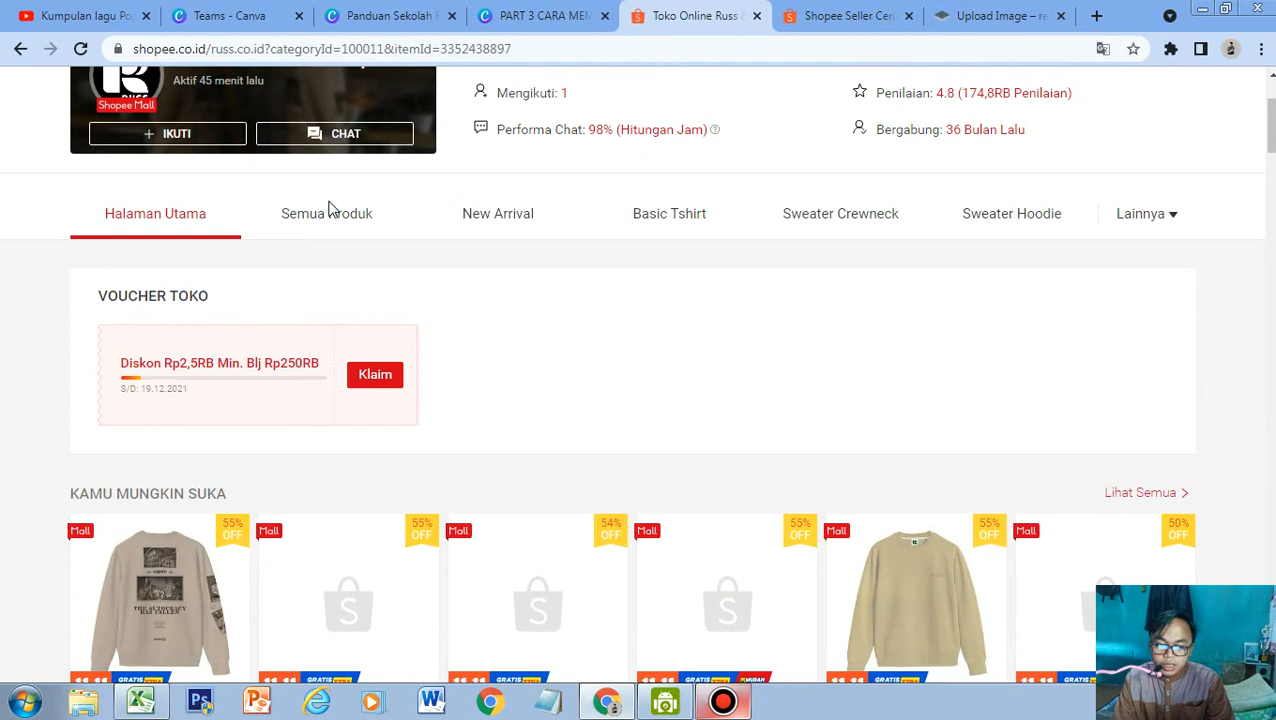 Kumpulan lagu Po
Teams - Canva
Panduan Sekolah P
PART 3 CARA MEN
Toko Online Russ
Shopee Seller Cen
Upload Image – re
shopee.co.id/russ.co.id?categoryId=100011&itemId=3352438897
Aktif 45 menit lalu
Shopee Mall
+ IKUTI
CHAT
Mengikuti: 1
Penilaian: 4.8 (174,8RB Penilaian)
Performa Chat: 98% (Hitungan Jam)
Bergabung: 36 Bulan Lalu
Halaman Utama
Semua Produk
New Arrival
Basic Tshirt
Sweater Crewneck
Sweater Hoodie
Lainnya
VOUCHER TOKO
Diskon Rp2,5RB Min. Blj Rp250RB
S/D: 19.12.2021
Klaim
KAMU MUNGKIN SUKA
Lihat Semua
Mall
55%
OFF
Mall
55%
OFF
Mall
54%
OFF
Mall
55%
OFF
Mall
55%
OFF
Mall
50%
OFF
THE AUTOCRACY
HAS FALLEN